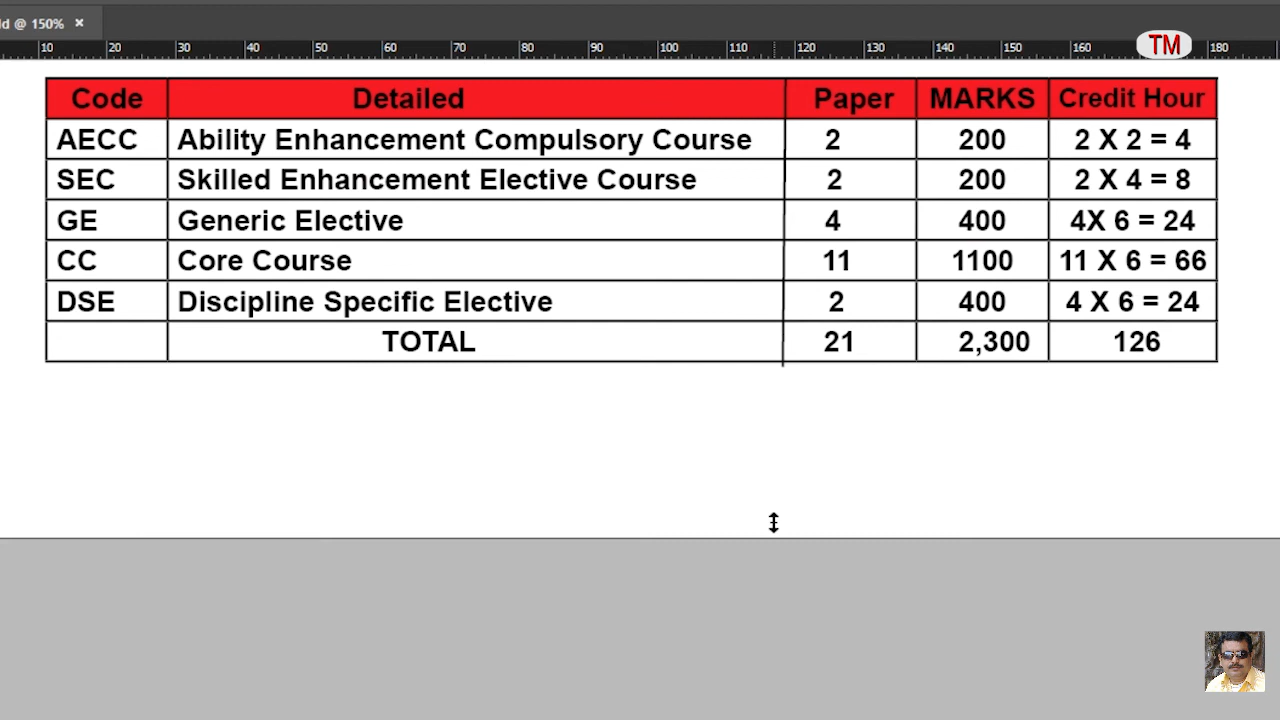 ld @ 150% ×
10 20 30 40 50 60 70 80 90 100 110 120 130 140 150 160 180
TM
Code Detailed Paper MARKS Credit Hour
AECC Ability Enhancement Compulsory Course 2 200 2 X 2 = 4
SEC Skilled Enhancement Elective Course 2 200 2 X 4 = 8
GE Generic Elective 4 400 4X 6 = 24
CC Core Course 11 1100 11 X 6 = 66
DSE Discipline Specific Elective 2 400 4 X 6 = 24
TOTAL 21 2,300 126